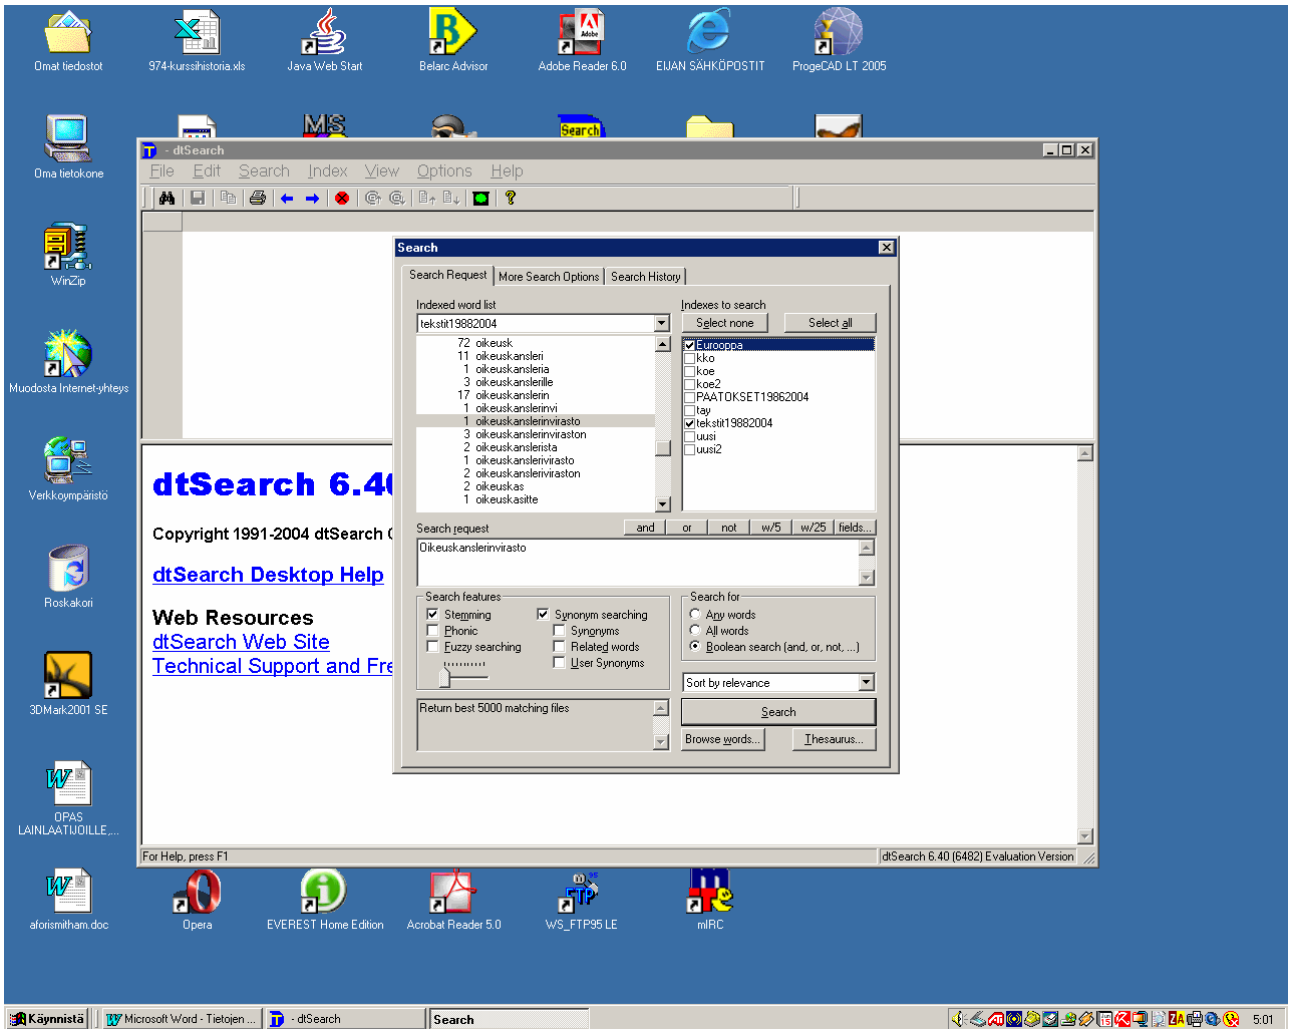 Omat tiedostot
974-kurssihistoria.xls
Java Web Start
Belarc Advisor
Adobe Reader 6.0
EIJAN SÄHKÖPOSTIT
ProgeCAD LT 2005
Oma tietokone
WinZip
Muodosta Internet-yhteys
Verkkoympäristö
Roskakori
3DMark2001 SE
OPAS
LAINLAATIJOILLE,...
aforismitham.doc
Opera
EVEREST Home Edition
Acrobat Reader 5.0
WS_FTP95 LE
mIRC
MS
Search
- dtSearch
File Edit Search Index View Options Help
dtSearch 6.40
Copyright 1991-2004 dtSearch
dtSearch Desktop Help
Web Resources
dtSearch Web Site
Technical Support and Fre
For Help, press F1
dtSearch 6.40 (6482) Evaluation Version
Search
Search Request More Search Options Search History
Indexed word list
tekstit19882004
72 oikeusk
11 oikeuskansleri
1 oikeuskansleria
3 oikeuskanslerille
17 oikeuskanslerin
1 oikeuskanslerinvi
1 oikeuskanslerinvirasto
3 oikeuskanslerinviraston
2 oikeuskanslerista
1 oikeuskanslerivirasto
2 oikeuskansleriviraston
2 oikeuskas
1 oikeuskasitte
Indexes to search
Select none Select all
Eurooppa
kko
koe
koe2
PAATOKSET19862004
tay
tekstit19882004
uusi
uusi2
Search request
and or not w/5 w/25 fields...
Oikeuskanslerinvirasto
Search features
Stemming
Phonic
Fuzzy searching
Synonym searching
Synonyms
Related words
User Synonyms
Search for
Any words
All words
Boolean search (and, or, not, ...)
Sort by relevance
Return best 5000 matching files
Search
Browse words... Thesaurus...
Käynnistä
Microsoft Word - Tietojen ...
- dtSearch
Search
5:01